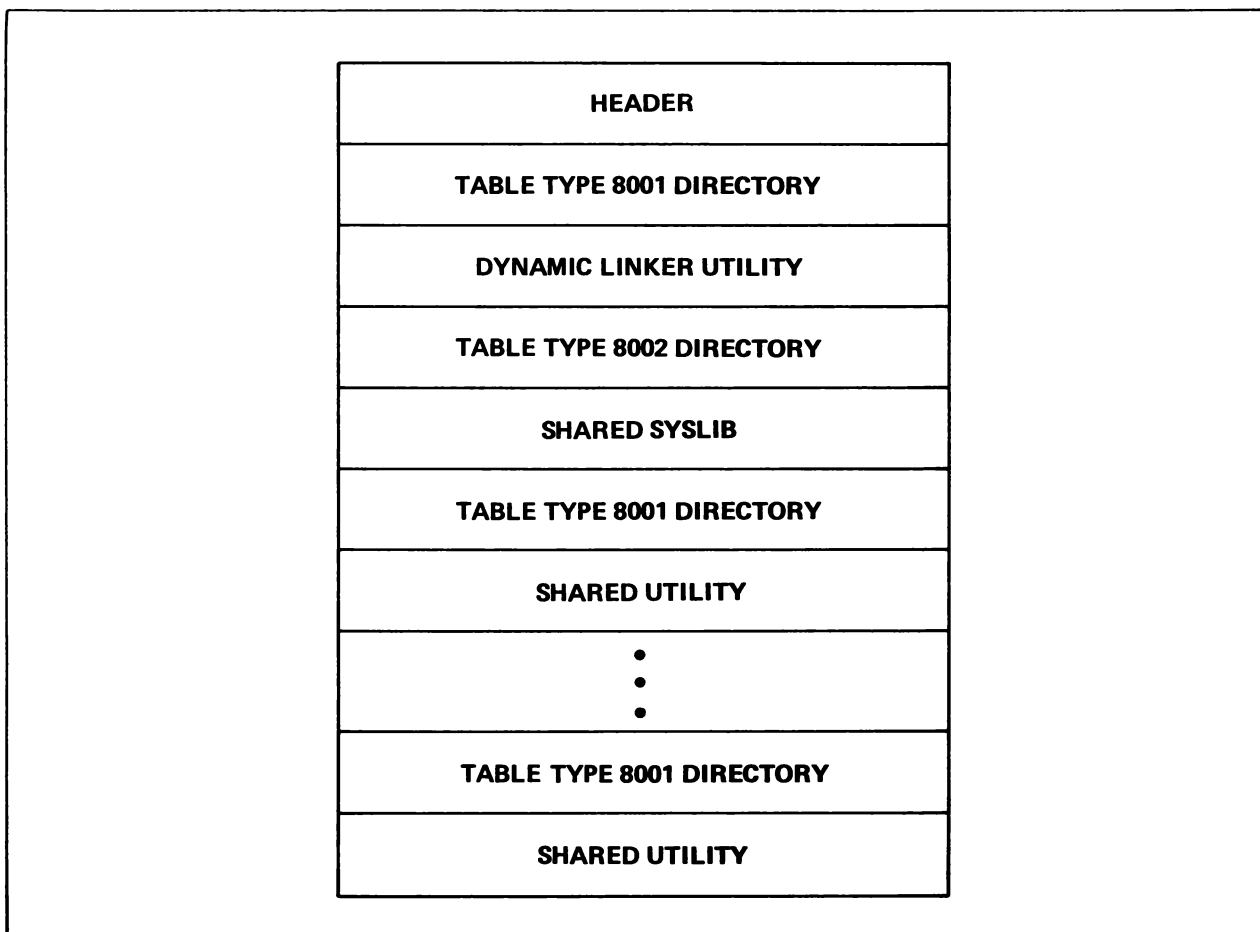 HEADER
TABLE TYPE 8001 DIRECTORY
DYNAMIC LINKER UTILITY
TABLE TYPE 8002 DIRECTORY
SHARED SYSLIB
TABLE TYPE 8001 DIRECTORY
SHARED UTILITY
•
•
•
TABLE TYPE 8001 DIRECTORY
SHARED UTILITY